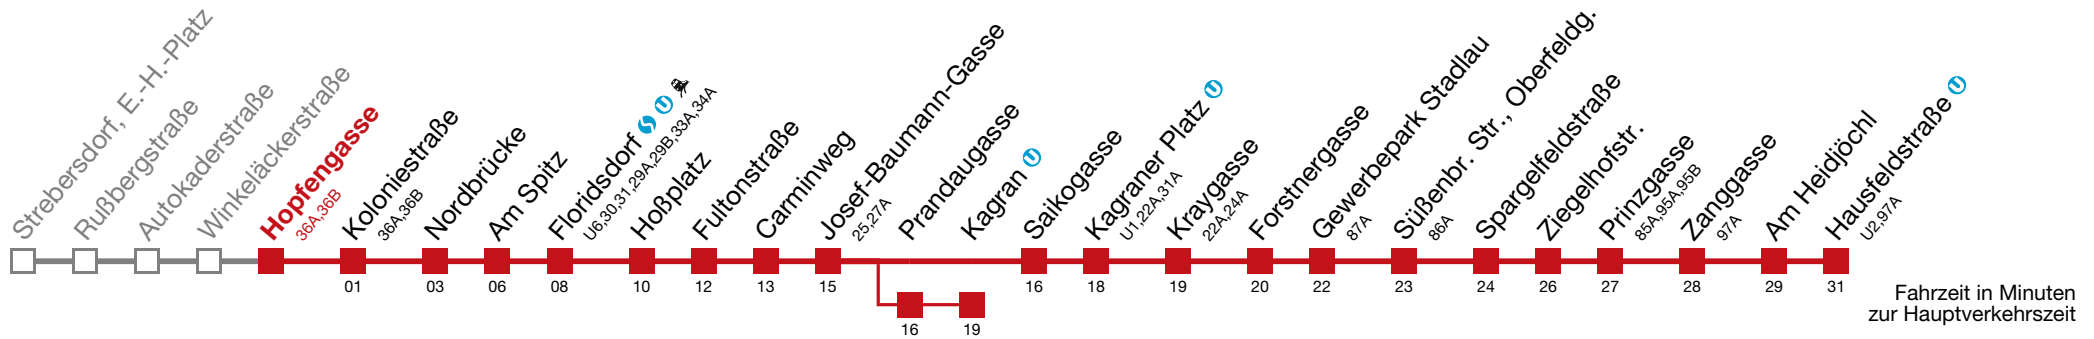 Strebersdorf, E.-H.-Platz
Rußbergstraße
Autokaderstraße
Winkeläckerstraße
Hopfengasse
36A,36B
Koloniestraße
36A,36B
Nordbrücke
Am Spitz
Floridsdorf
U6,30,31,29A,29B,33A,34A
Hoßplatz
Fultonstraße
Carminweg
Josef-Baumann-Gasse
25,27A
Prandaugasse
Kagran U
Saikogasse
Kagraner Platz U
U1,22A,31A
Kraygasse
22A,24A
Forstnergasse
Gewerbepark Stadlau
87A
Süßenbr. Str., Oberfeldg.
86A
Spargelfeldstraße
Ziegelhofstr.
Prinzgasse
85A,95A,95B
Zanggasse
97A
Am Heidjöchl
Hausfeldstraße U
U2,97A
01 03 06 08 10 12 13 15 16 18 19 20 22 23 24 26 27 28 29 31
16 19
Fahrzeit in Minuten
zur Hauptverkehrszeit